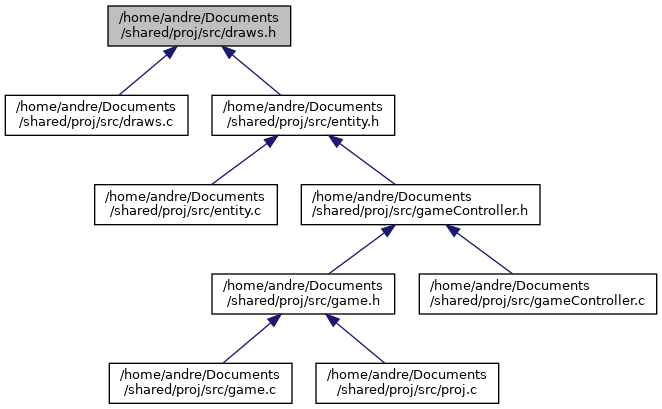 /home/andre/Documents
/shared/proj/src/draws.h
/home/andre/Documents
/shared/proj/src/draws.c
/home/andre/Documents
/shared/proj/src/entity.h
/home/andre/Documents
/shared/proj/src/entity.c
/home/andre/Documents
/shared/proj/src/gameController.h
/home/andre/Documents
/shared/proj/src/game.h
/home/andre/Documents
/shared/proj/src/gameController.c
/home/andre/Documents
/shared/proj/src/game.c
/home/andre/Documents
/shared/proj/src/proj.c